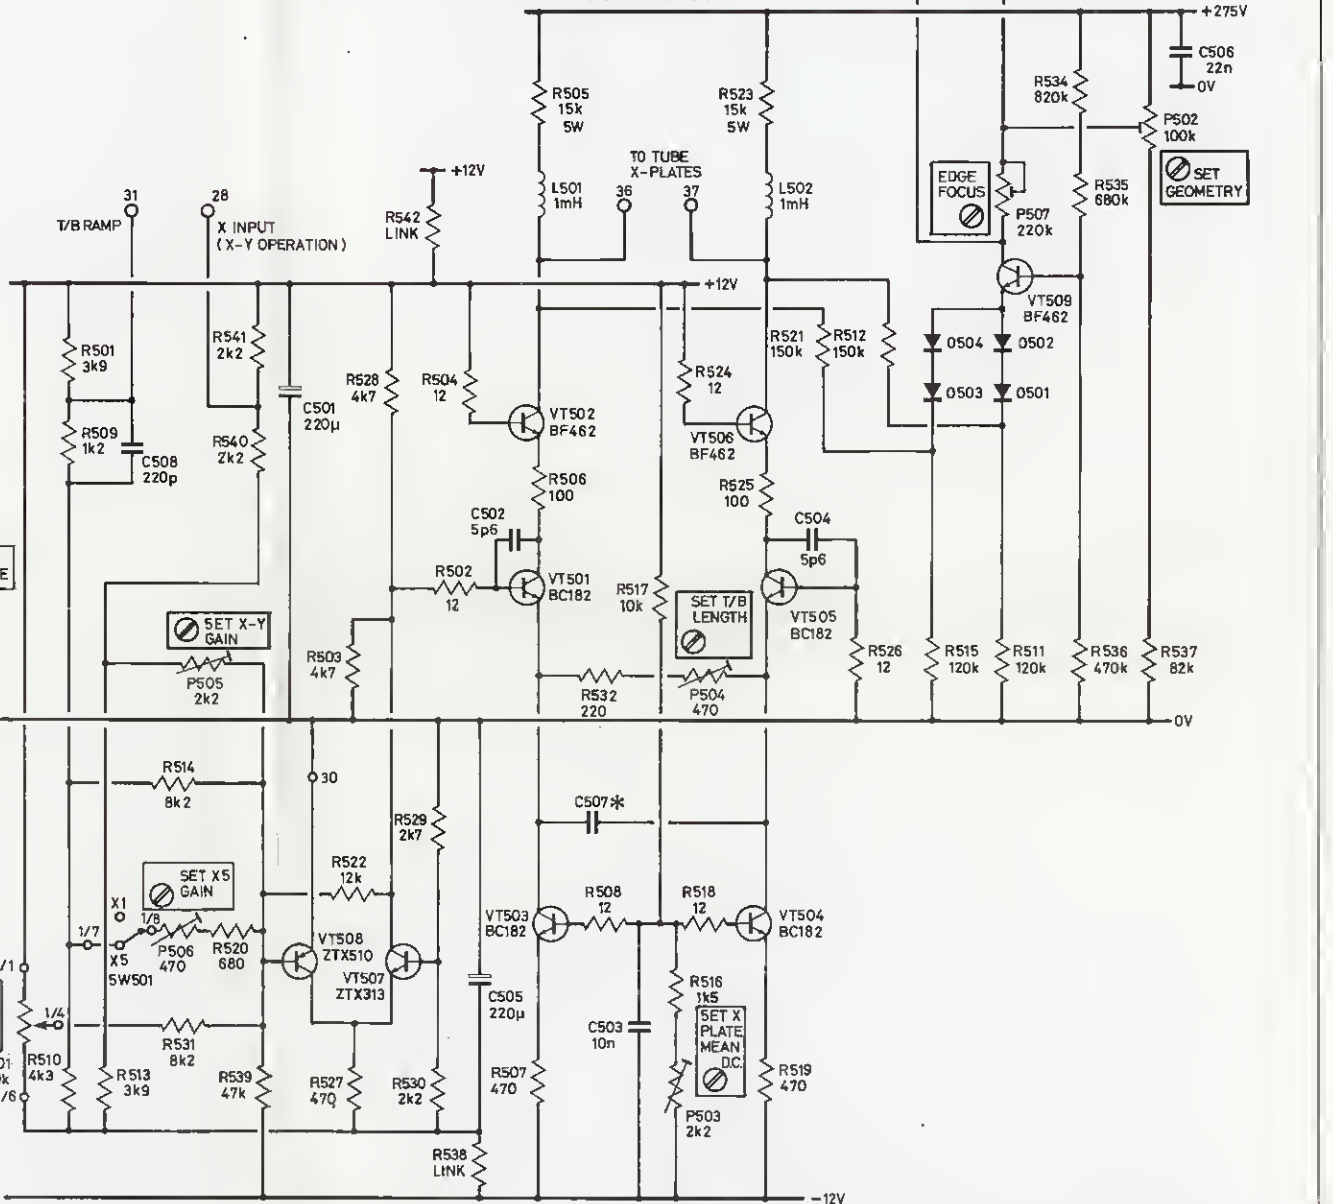 +275V
C506
22n
0V
R505
15k
5W
R523
15k
5W
R534
820k
P502
100k
SET
GEOMETRY
TO TUBE
X-PLATES
36
37
+12V
L501
1mH
L502
1mH
EDGE
FOCUS
P507
220k
R535
680k
31
T/B RAMP
28
X INPUT
(X-Y OPERATION)
R542
LINK
+12V
VT509
BF462
R501
3k9
R541
2k2
R528
4k7
R504
12
C501
220µ
VT502
BF462
R521
150k
R512
150k
R524
12
VT506
BF462
D504
D502
D503
D501
R509
1k2
C508
220p
R540
2k2
R506
100
R525
100
C502
5p6
C504
5p6
E
R502
12
VT501
BC182
R517
10k
SET T/B
LENGTH
VT505
BC182
SET X-Y
GAIN
P505
2k2
R503
4k7
R532
220
P504
470
R526
12
R515
120k
R511
120k
R536
470k
R537
82k
0V
R514
8k2
30
C507*
R529
2k7
SET X5
GAIN
R522
12k
X1
1/8
1/7
X5
SW501
P506
470
R520
680
VT508
ZTX510
VT507
ZTX313
VT503
BC182
R508
12
R518
12
VT504
BC182
/1
1/4
R531
8k2
C505
220µ
C503
10n
R516
1k5
SET X
PLATE
MEAN
D.C.
01
k
/6
R510
4k3
R513
3k9
R539
47k
R527
470
R530
2k2
R507
470
P503
2k2
R519
470
R538
LINK
-12V